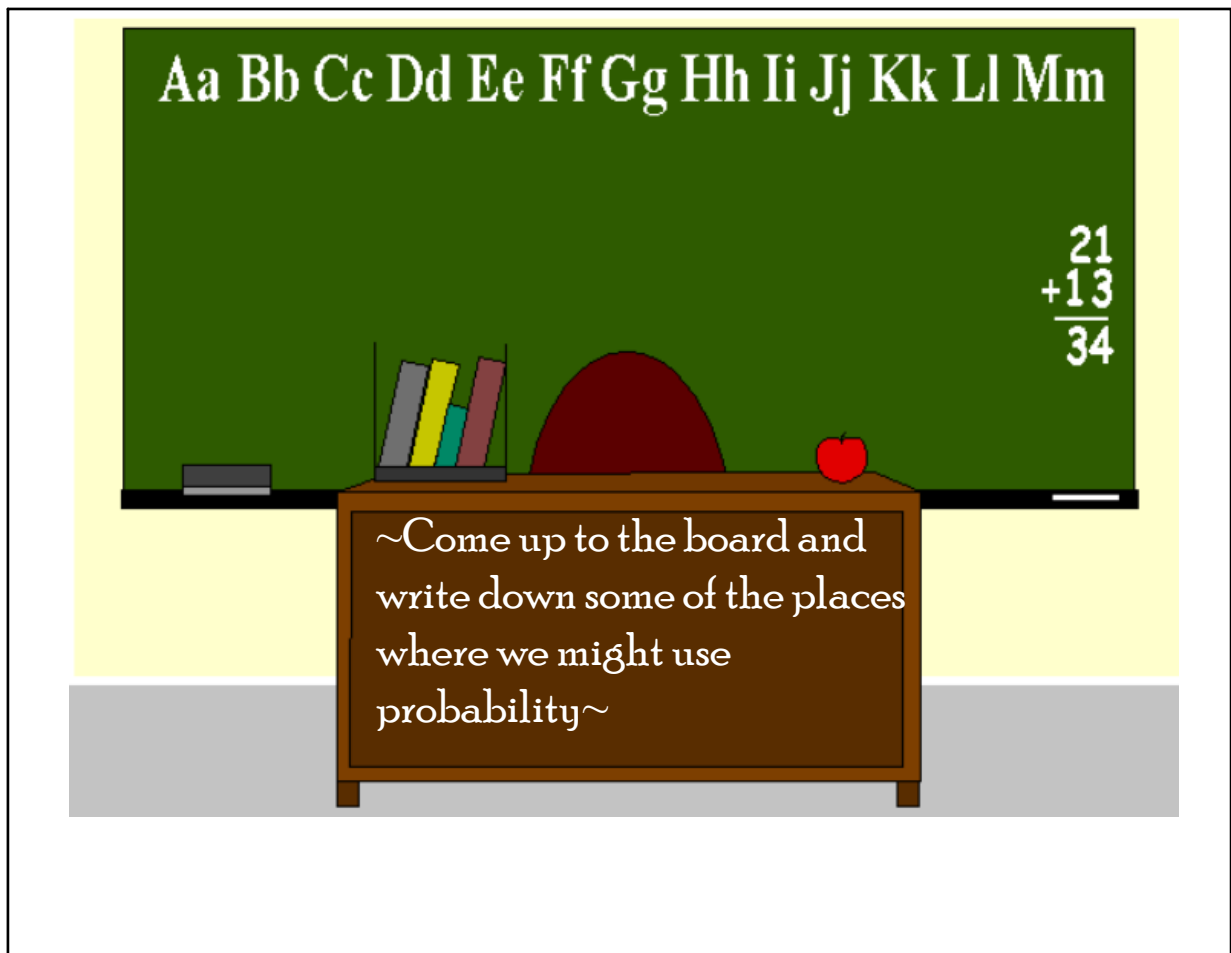 Aa Bb Cc Dd Ee Ff Gg Hh Ii Jj Kk Ll Mm
21
+13
34
~Come up to the board and
write down some of the places
where we might use
probability~